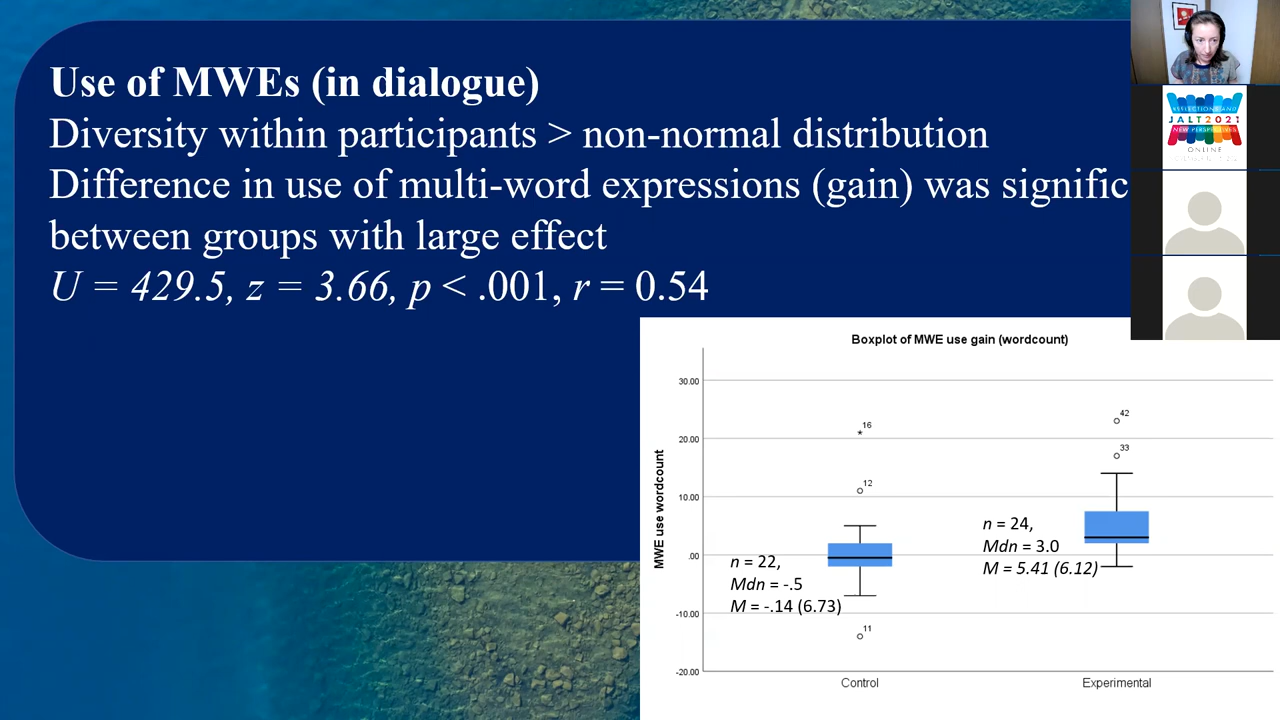 Use of MWEs (in dialogue)
Diversity within participants > non-normal distribution
Difference in use of multi-word expressions (gain) was signific
between groups with large effect
U = 429.5, z = 3.66, p < .001, r = 0.54
REFLECTIONS AND
JALT2021
NEW PERSPECTIVES
ONLINE
Boxplot of MWE use gain (wordcount)
MWE use wordcount
30.00
20.00
10.00
.00
-10.00
-20.00
16
12
11
42
33
n = 22,
Mdn = -.5
M = -.14 (6.73)
n = 24,
Mdn = 3.0
M = 5.41 (6.12)
Control
Experimental